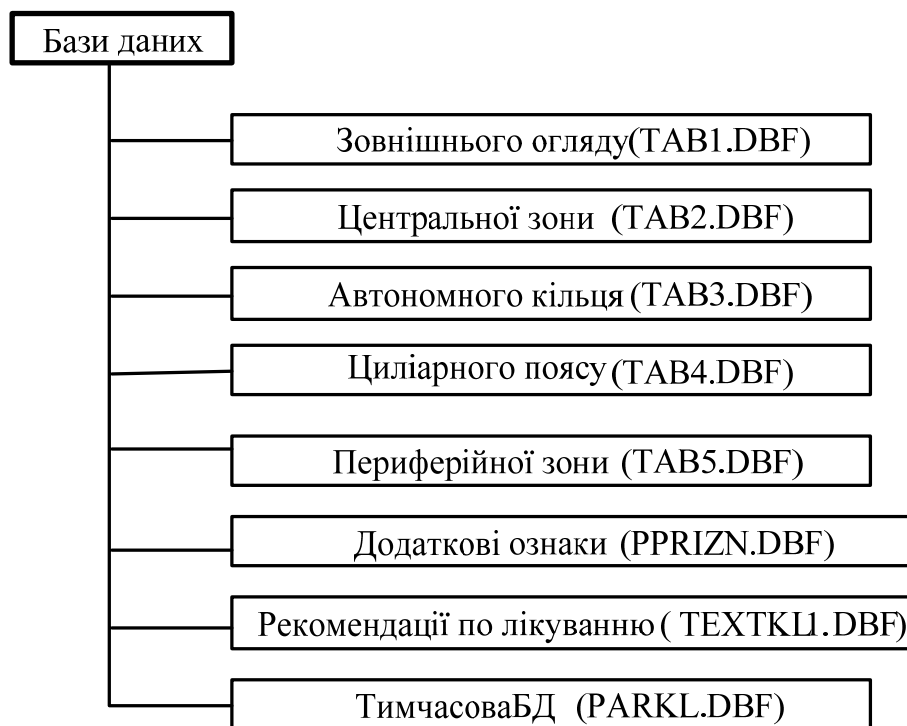 Бази даних
Зовнішнього огляду(TAB1.DBF)
Центральної зони (TAB2.DBF)
Автономного кільця (TAB3.DBF)
Циліарного поясу (TAB4.DBF)
Периферійної зони (TAB5.DBF)
Додаткові ознаки (PPRIZN.DBF)
Рекомендації по лікуванню ( TEXTKL1.DBF)
ТимчасоваБД (PARKL.DBF)